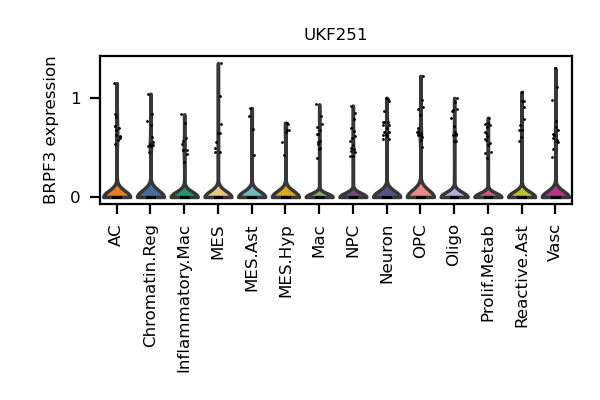 UKF251
BRPF3 expression
1
0
AC
Chromatin.Reg
Inflammatory.Mac
MES
MES.Ast
MES.Hyp
Mac
NPC
Neuron
OPC
Oligo
Prolif.Metab
Reactive.Ast
Vasc